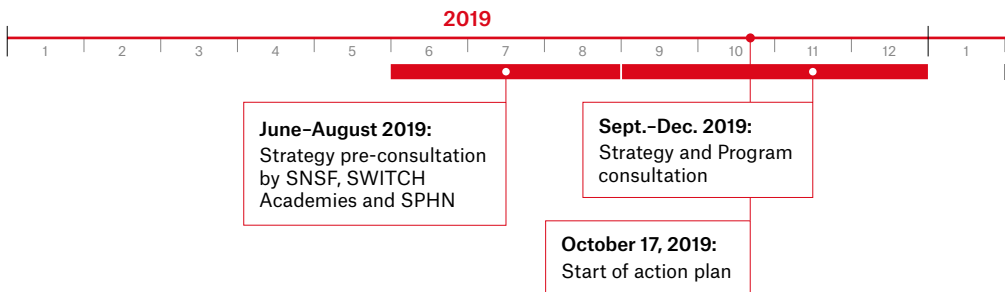 2019
1 2 3 4 5 6 7 8 9 10 11 12 1
June–August 2019:
Strategy pre-consultation
by SNSF, SWITCH
Academies and SPHN
Sept.–Dec. 2019:
Strategy and Program
consultation
October 17, 2019:
Start of action plan